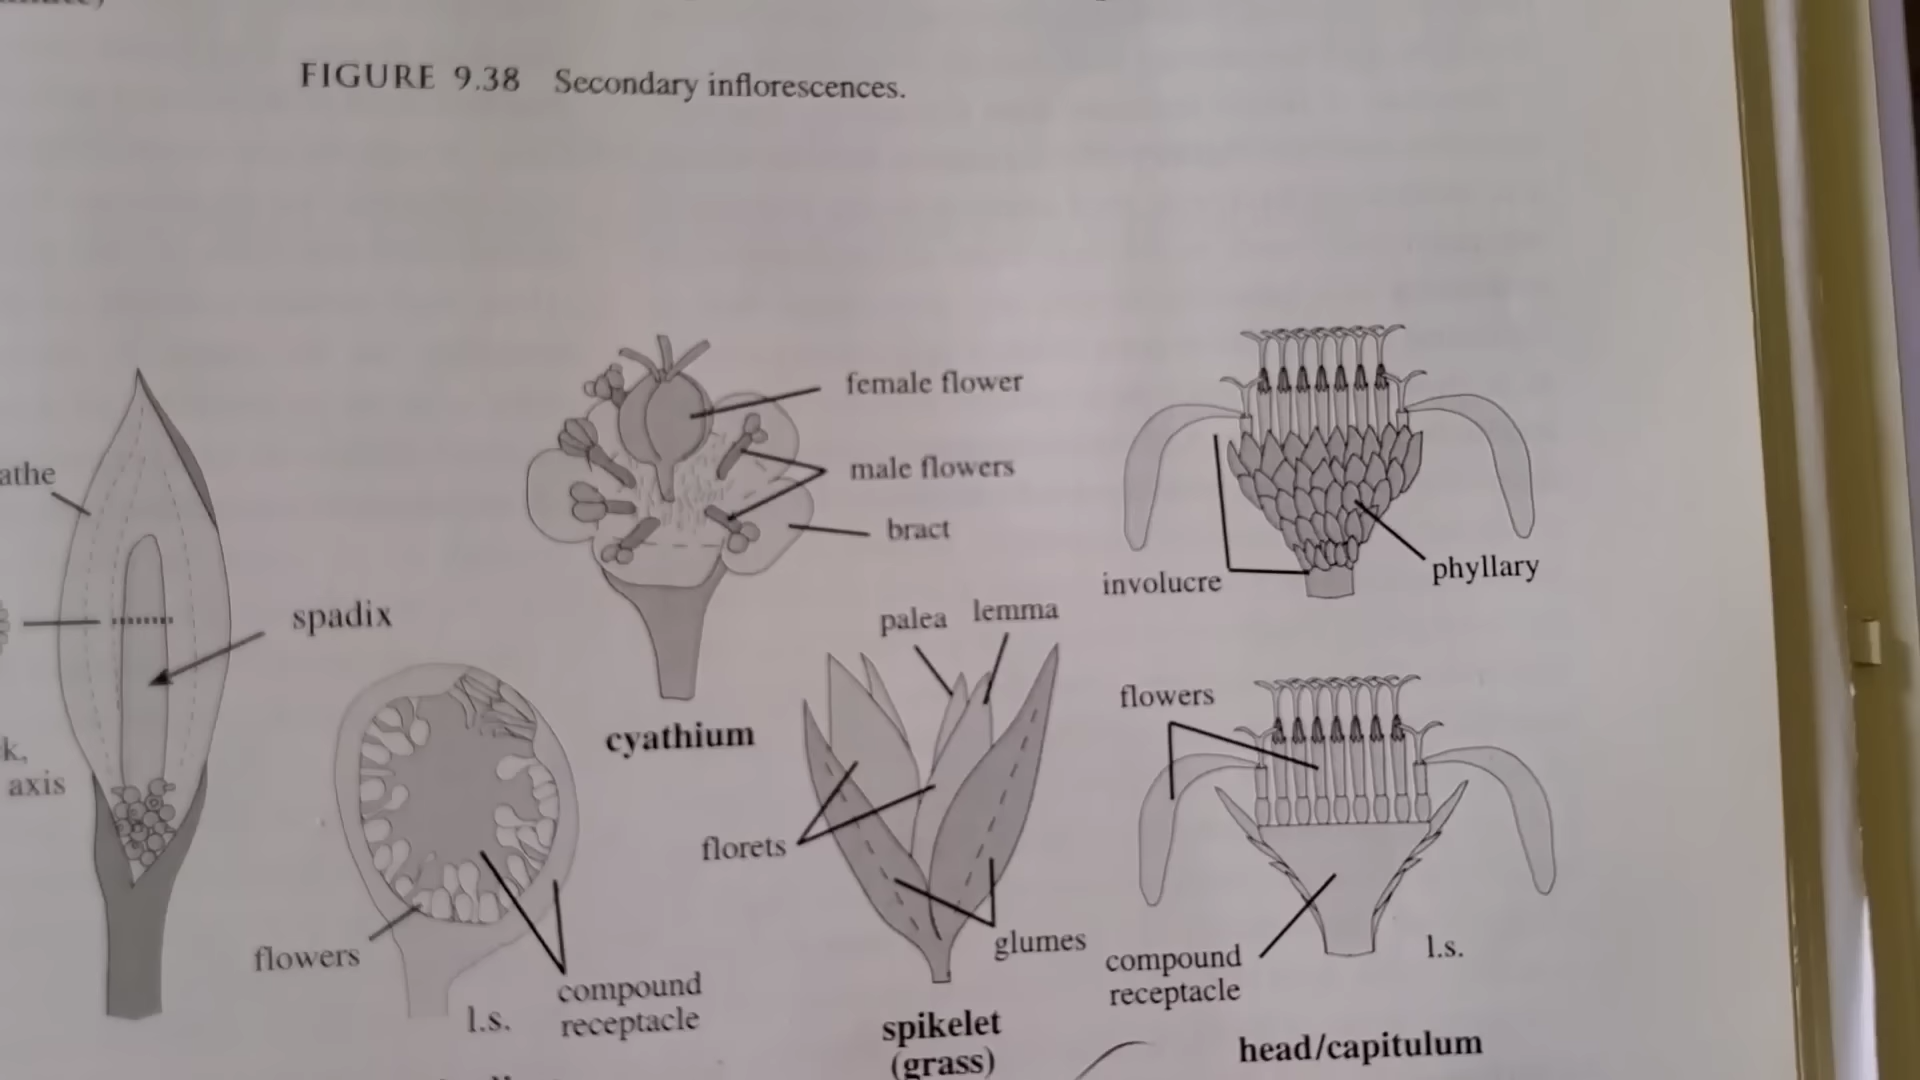 FIGURE 9.38 Secondary inflorescences.
female flower
male flowers
bract
athe
spadix
k,
axis
flowers
l.s.
compound
receptacle
cyathium
palea
lemma
florets
glumes
spikelet
(grass)
involucre
phyllary
flowers
compound
receptacle
l.s.
head/capitulum